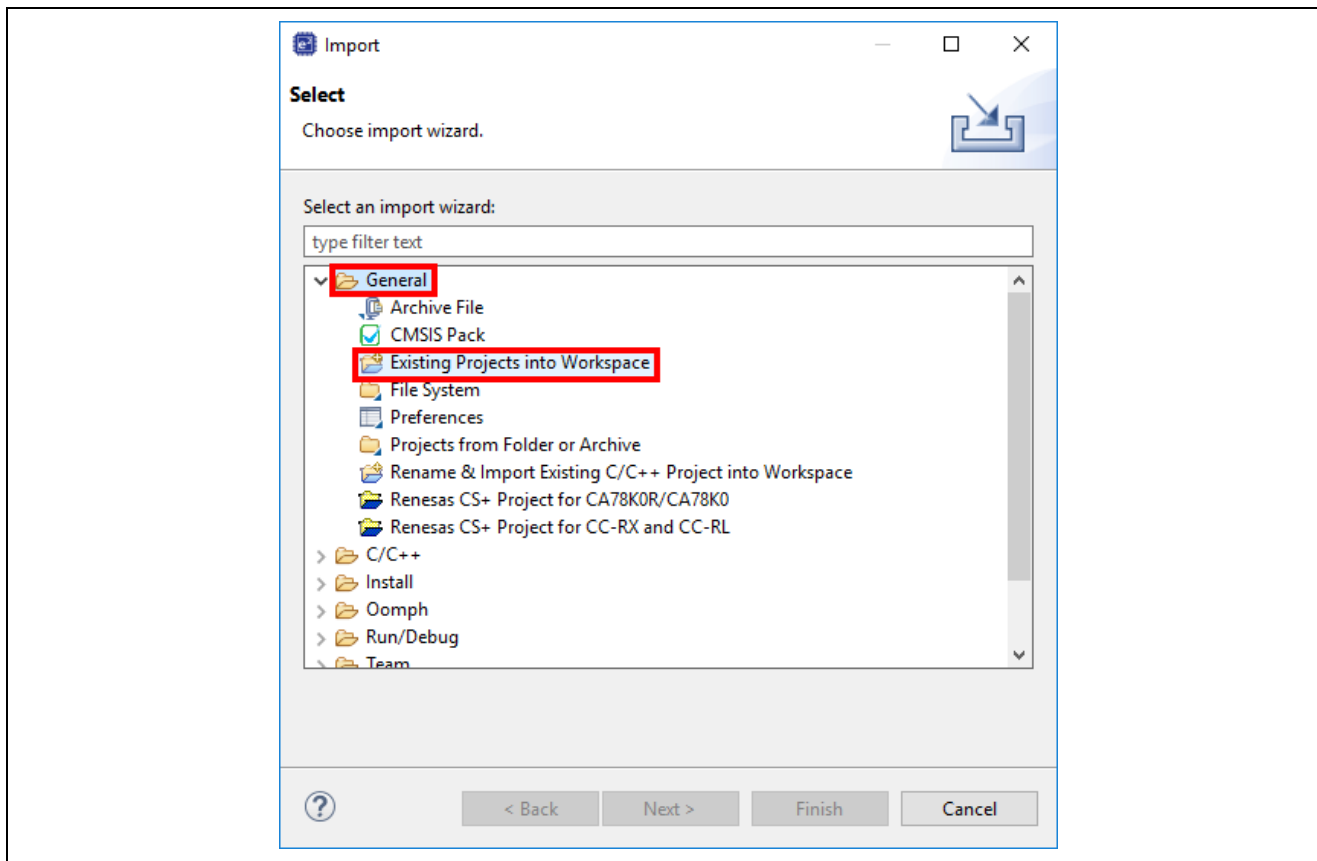 Import
Select
Choose import wizard.
Select an import wizard:
type filter text
General
Archive File
CMSIS Pack
Existing Projects into Workspace
File System
Preferences
Projects from Folder or Archive
Rename & Import Existing C/C++ Project into Workspace
Renesas CS+ Project for CA78K0R/CA78K0
Renesas CS+ Project for CC-RX and CC-RL
C/C++
Install
Oomph
Run/Debug
Team
< Back Next > Finish Cancel